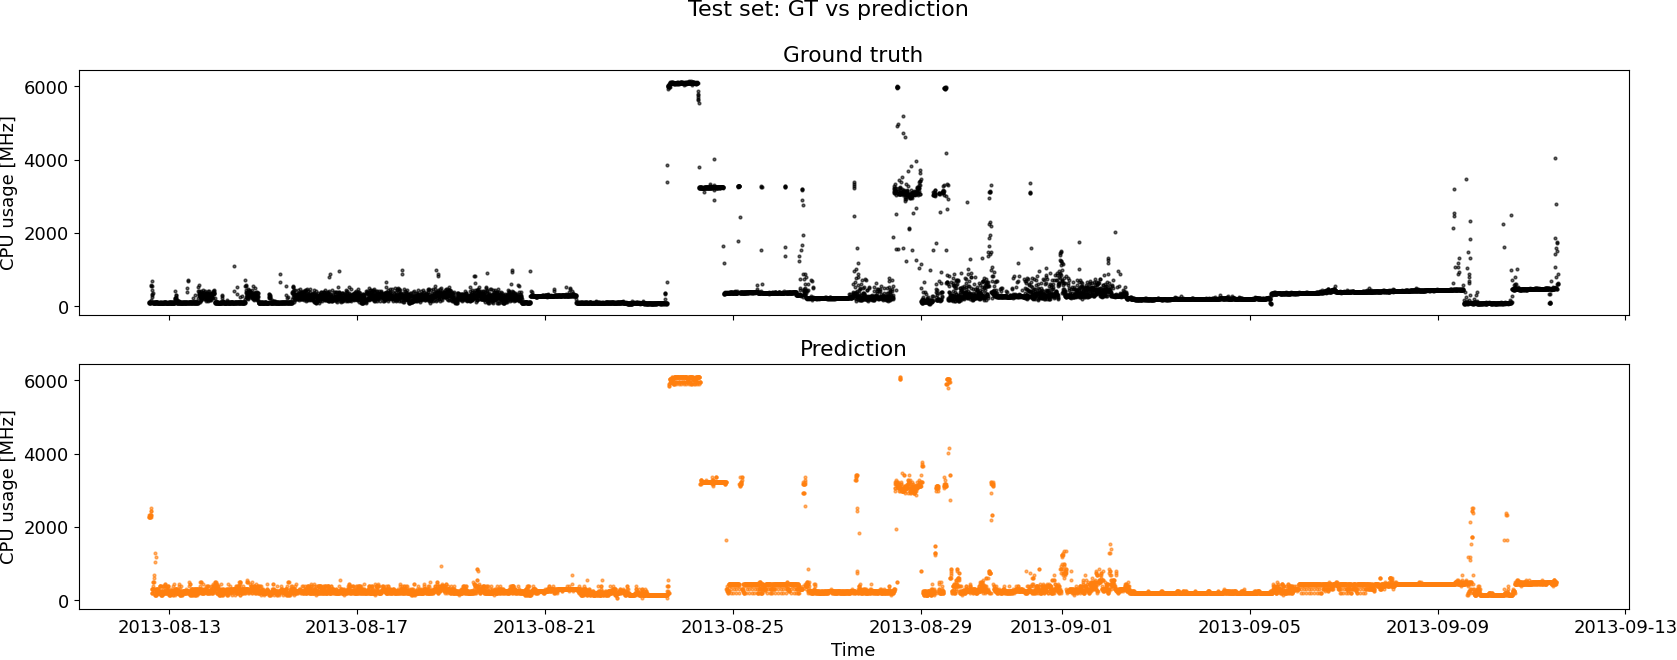 Test set: GT vs prediction
Ground truth
CPU usage [MHz]
6000
4000
2000
0
Prediction
CPU usage [MHz]
6000
4000
2000
0
2013-08-13 2013-08-17 2013-08-21 2013-08-25 2013-08-29 2013-09-01 2013-09-05 2013-09-09 2013-09-13
Time